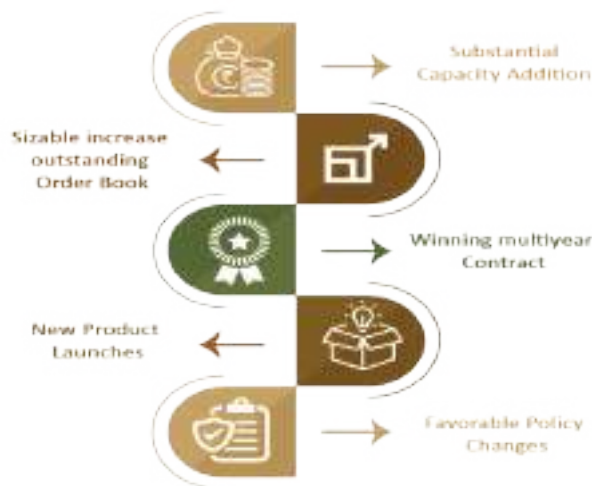 Substantial
Capacity Addition
Sizable increase
outstanding
Order Book
Winning multiyear
Contract
New Product
Launches
Favorable Policy
Changes